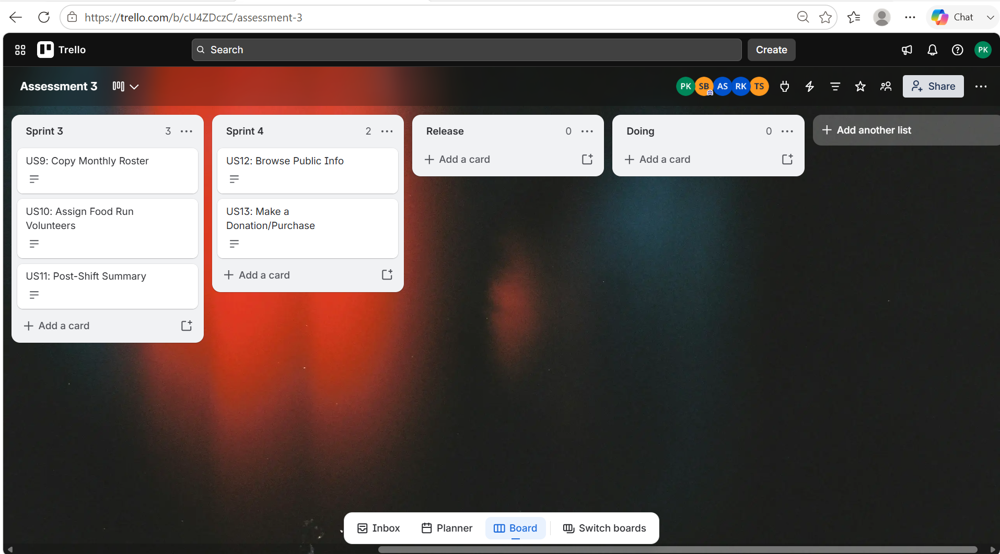 https://trello.com/b/cU4ZDczC/assessment-3
Chat
Trello
Search
Create
PK
Assessment 3
PK SB AS RK TS
Share
Sprint 3 3
US9: Copy Monthly Roster
US10: Assign Food Run
Volunteers
US11: Post-Shift Summary
Add a card
Sprint 4 2
US12: Browse Public Info
US13: Make a
Donation/Purchase
Add a card
Release 0
Add a card
Doing 0
Add a card
Add another list
Inbox
Planner
Board
Switch boards